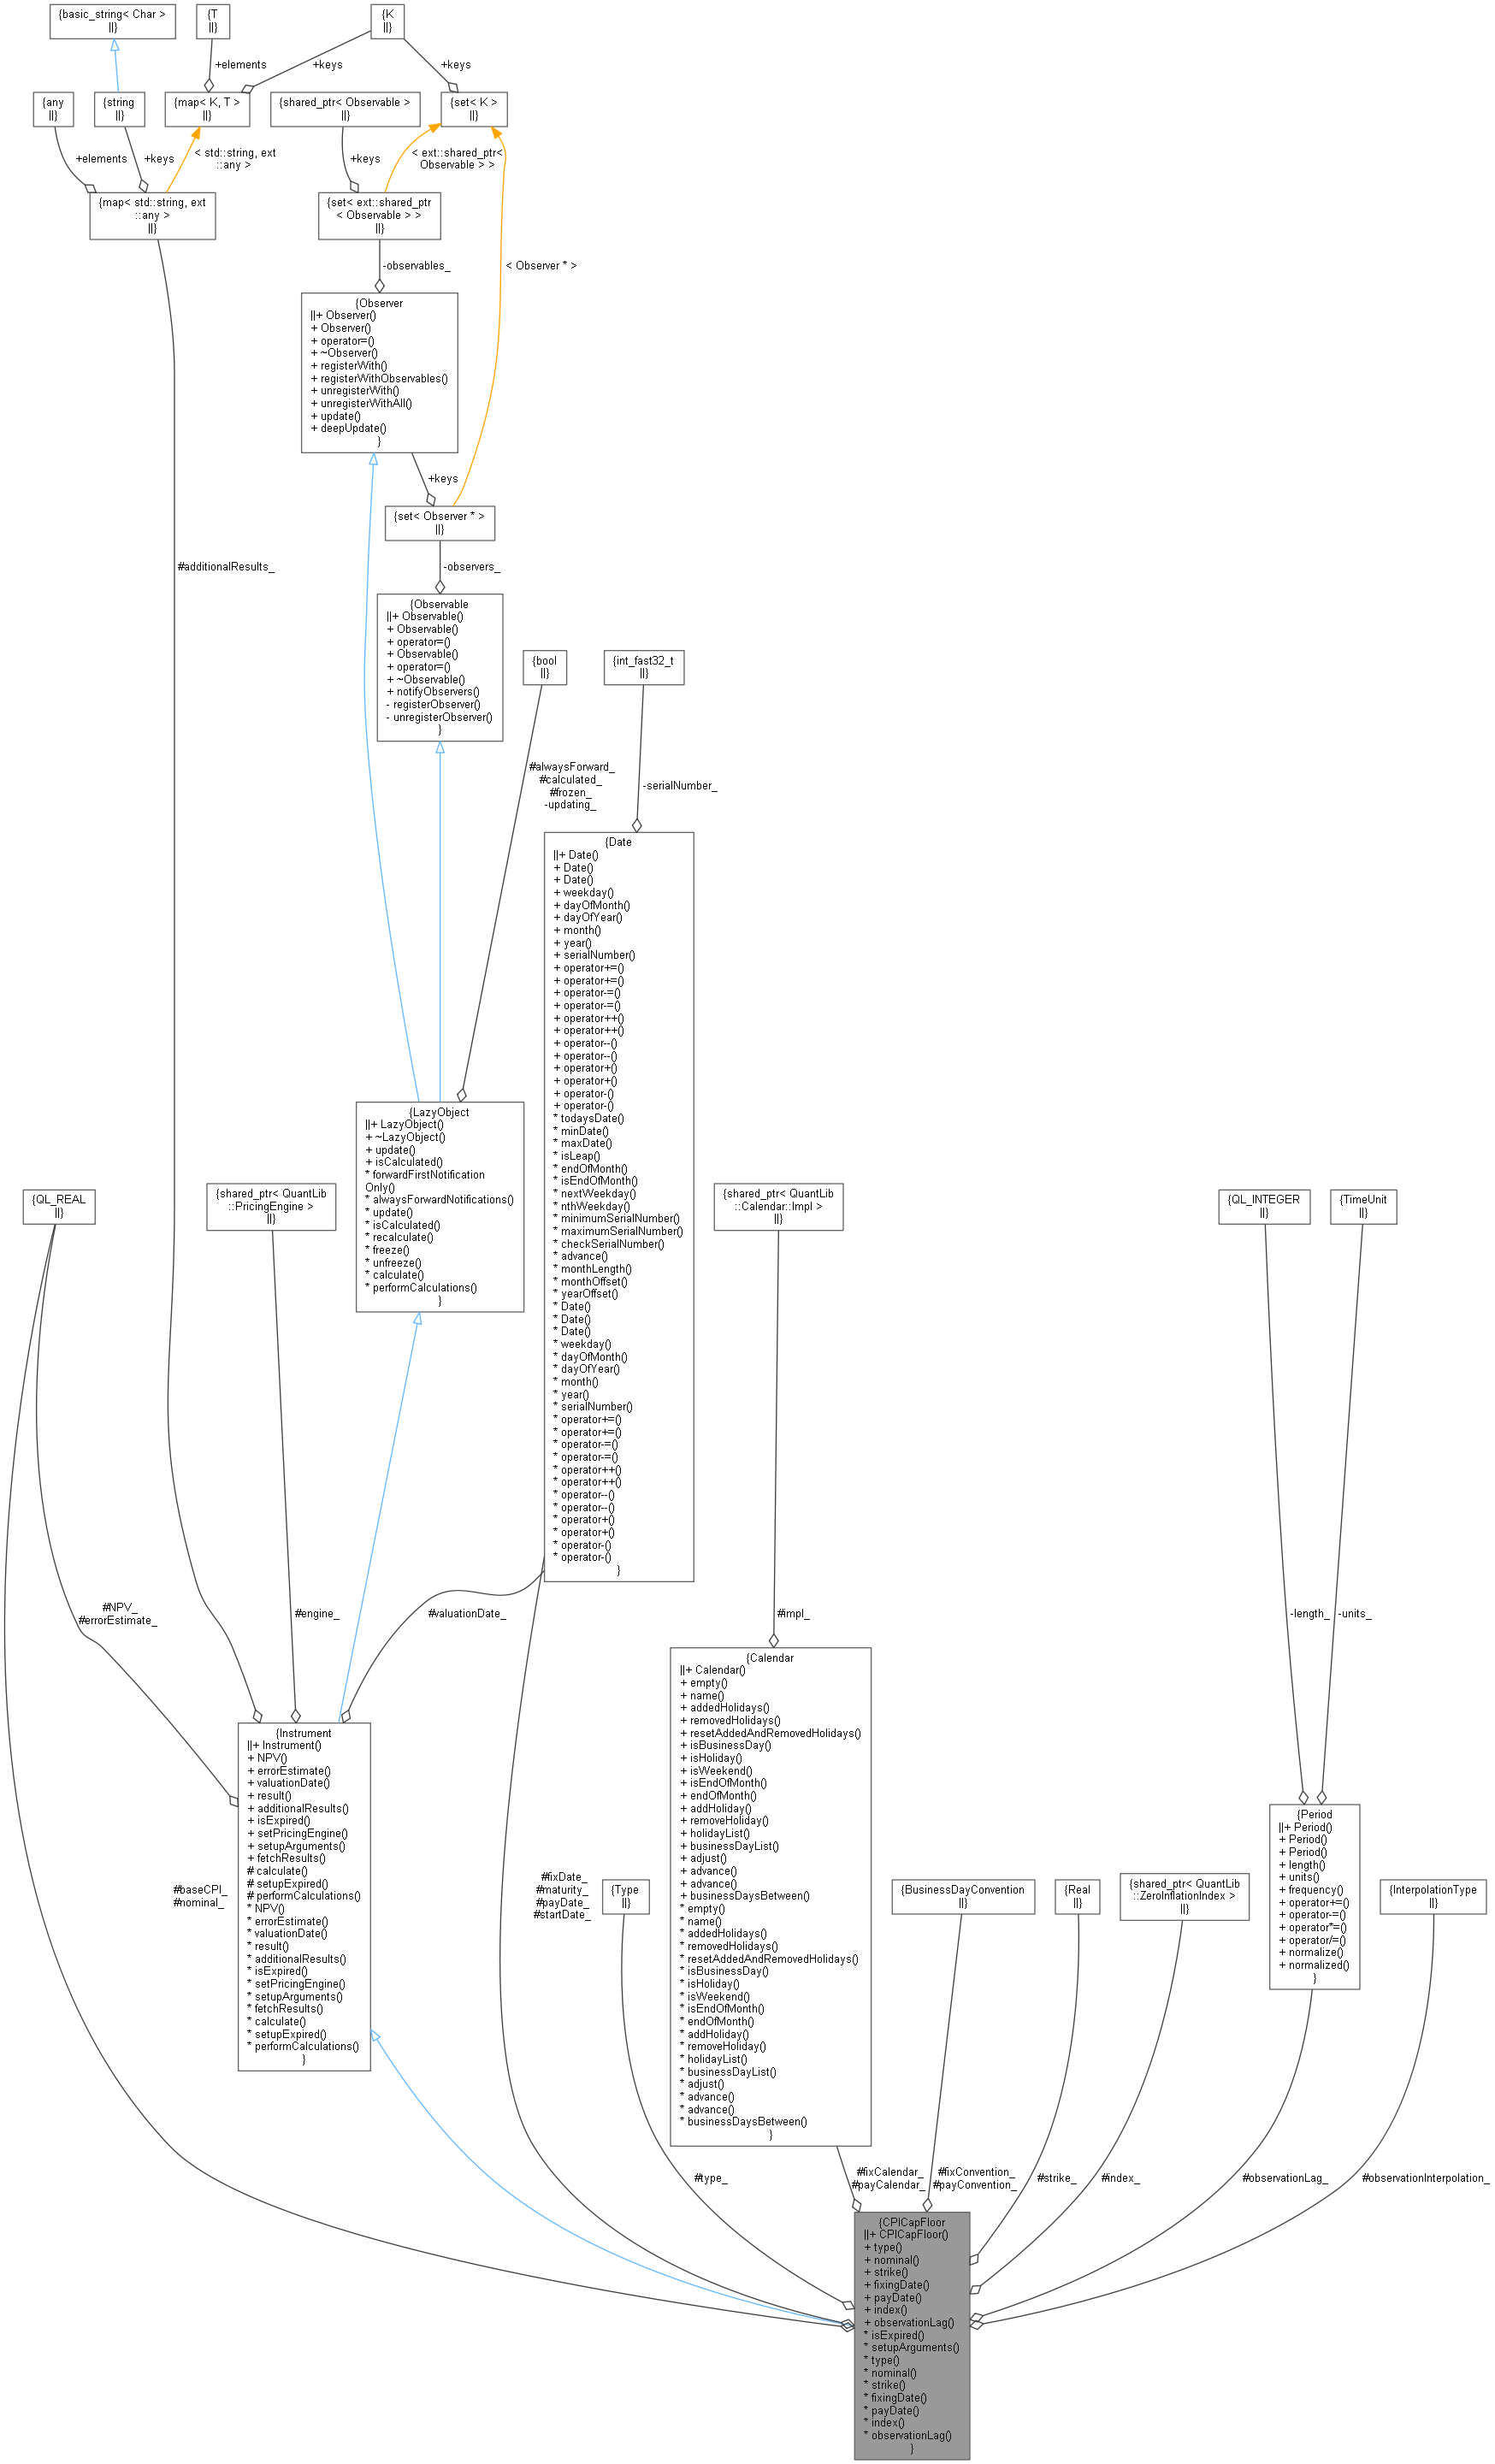 {basic_string< Char >
||}
{T
||}
{K
||}
+elements
+keys
+keys
{any
||}
{string
||}
{map< K, T >
||}
{shared_ptr< Observable >
||}
{set< K >
||}
+elements
+keys
< std::string, ext
::any >
+keys
< ext::shared_ptr<
Observable > >
{map< std::string, ext
::any >
||}
{set< ext::shared_ptr
< Observable > >
||}
-observables_
< Observer * >
{Observer
||+ Observer()
+ Observer()
+ operator=()
+ ~Observer()
+ registerWith()
+ registerWithObservables()
+ unregisterWith()
+ unregisterWithAll()
+ update()
+ deepUpdate()
}
+keys
{set< Observer * >
||}
#additionalResults_
-observers_
{Observable
||+ Observable()
+ Observable()
+ operator=()
+ Observable()
+ operator=()
+ ~Observable()
+ notifyObservers()
- registerObserver()
- unregisterObserver()
}
{bool
||}
{int_fast32_t
||}
#alwaysForward_
#calculated_
#frozen_
-updating_
-serialNumber_
{Date
||+ Date()
+ Date()
+ Date()
+ weekday()
+ dayOfMonth()
+ dayOfYear()
+ month()
+ year()
+ serialNumber()
+ operator+=()
+ operator+=()
+ operator-=()
+ operator-=()
+ operator++()
+ operator++()
+ operator--()
+ operator--()
+ operator+()
+ operator+()
+ operator-()
+ operator-()
* todaysDate()
* minDate()
* maxDate()
* isLeap()
* endOfMonth()
* isEndOfMonth()
* nextWeekday()
* nthWeekday()
* minimumSerialNumber()
* maximumSerialNumber()
* checkSerialNumber()
* advance()
* monthLength()
* monthOffset()
* yearOffset()
* Date()
* Date()
* Date()
* weekday()
* dayOfMonth()
* dayOfYear()
* month()
* year()
* serialNumber()
* operator+=()
* operator+=()
* operator-=()
* operator-=()
* operator++()
* operator++()
* operator--()
* operator--()
* operator+()
* operator+()
* operator-()
* operator-()
}
{LazyObject
||+ LazyObject()
+ ~LazyObject()
+ update()
+ isCalculated()
* forwardFirstNotification
Only()
* alwaysForwardNotifications()
* update()
* isCalculated()
* recalculate()
* freeze()
* unfreeze()
* calculate()
* performCalculations()
}
{QL_REAL
||}
{shared_ptr< QuantLib
::PricingEngine >
||}
{shared_ptr< QuantLib
::Calendar::Impl >
||}
{QL_INTEGER
||}
{TimeUnit
||}
#NPV_
#errorEstimate_
#engine_
#valuationDate_
#impl_
-length_
-units_
{Instrument
||+ Instrument()
+ NPV()
+ errorEstimate()
+ valuationDate()
+ result()
+ additionalResults()
+ isExpired()
+ setPricingEngine()
+ setupArguments()
+ fetchResults()
# calculate()
# setupExpired()
# performCalculations()
* NPV()
* errorEstimate()
* valuationDate()
* result()
* additionalResults()
* isExpired()
* setPricingEngine()
* setupArguments()
* fetchResults()
* calculate()
* setupExpired()
* performCalculations()
}
{Calendar
||+ Calendar()
+ empty()
+ name()
+ addedHolidays()
+ removedHolidays()
+ resetAddedAndRemovedHolidays()
+ isBusinessDay()
+ isHoliday()
+ isWeekend()
+ isEndOfMonth()
+ endOfMonth()
+ addHoliday()
+ removeHoliday()
+ holidayList()
+ businessDayList()
+ adjust()
+ advance()
+ advance()
+ businessDaysBetween()
* empty()
* name()
* addedHolidays()
* removedHolidays()
* resetAddedAndRemovedHolidays()
* isBusinessDay()
* isHoliday()
* isWeekend()
* isEndOfMonth()
* endOfMonth()
* addHoliday()
* removeHoliday()
* holidayList()
* businessDayList()
* adjust()
* advance()
* advance()
* businessDaysBetween()
}
{Period
||+ Period()
+ Period()
+ Period()
+ length()
+ units()
+ frequency()
+ operator+=()
+ operator-=()
+ operator*=()
+ operator/=()
+ normalize()
+ normalized()
}
#baseCPI_
#nominal_
#fixDate_
#maturity_
#payDate_
#startDate_
{Type
||}
{BusinessDayConvention
||}
{Real
||}
{shared_ptr< QuantLib
::ZeroInflationIndex >
||}
{InterpolationType
||}
#type_
#fixCalendar_
#payCalendar_
#fixConvention_
#payConvention_
#strike_
#index_
#observationLag_
#observationInterpolation_
{CPICapFloor
||+ CPICapFloor()
+ type()
+ nominal()
+ strike()
+ fixingDate()
+ payDate()
+ index()
+ observationLag()
* isExpired()
* setupArguments()
* type()
* nominal()
* strike()
* fixingDate()
* payDate()
* index()
* observationLag()
}